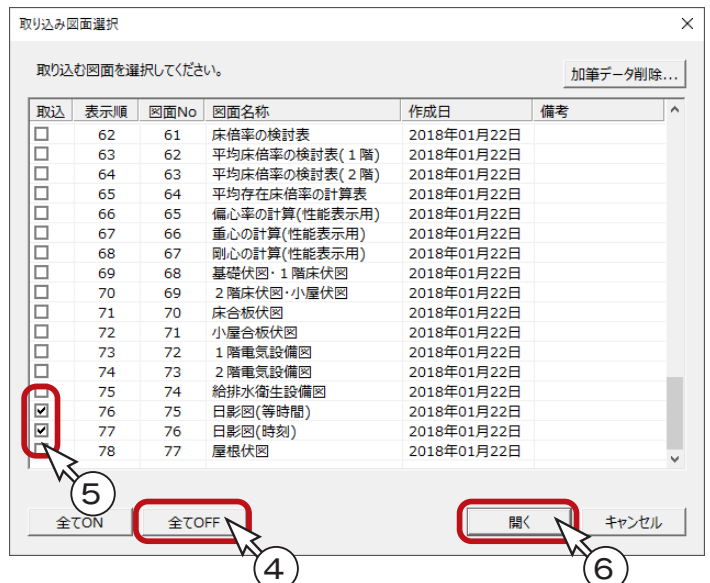 取り込み図面選択
取り込む図面を選択してください。
加筆データ削除...
取込 表示順 図面No 図面名称 作成日 備考
62 61 床倍率の検討表 2018年01月22日
63 62 平均床倍率の検討表(１階) 2018年01月22日
64 63 平均床倍率の検討表(２階) 2018年01月22日
65 64 平均存在床倍率の計算表 2018年01月22日
66 65 偏心率の計算(性能表示用) 2018年01月22日
67 66 重心の計算(性能表示用) 2018年01月22日
68 67 剛心の計算(性能表示用) 2018年01月22日
69 68 基礎伏図･１階床伏図 2018年01月22日
70 69 ２階床伏図･小屋伏図 2018年01月22日
71 70 床合板伏図 2018年01月22日
72 71 小屋合板伏図 2018年01月22日
73 72 １階電気設備図 2018年01月22日
74 73 ２階電気設備図 2018年01月22日
75 74 給排水衛生設備図 2018年01月22日
76 75 日影図(等時間) 2018年01月22日
77 76 日影図(時刻) 2018年01月22日
78 77 屋根伏図 2018年01月22日
⑤
全てON 全てOFF 開く キャンセル
④ ⑥